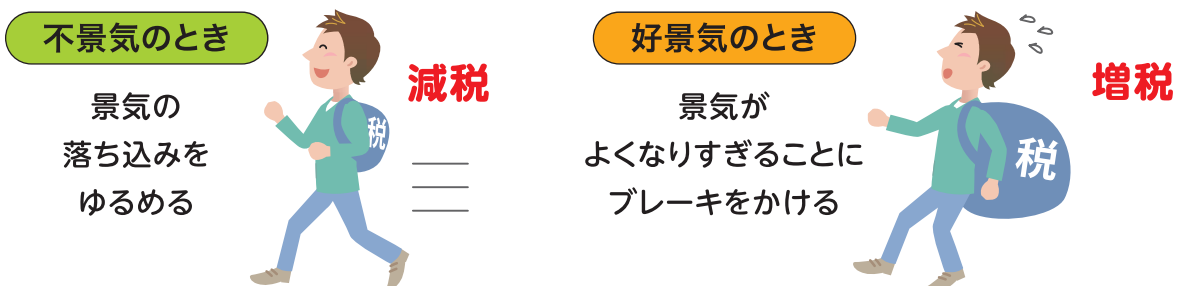 不景気のとき
景気の
落ち込みを
ゆるめる
減税
税
好景気のとき
景気が
よくなりすぎることに
ブレーキをかける
増税
税